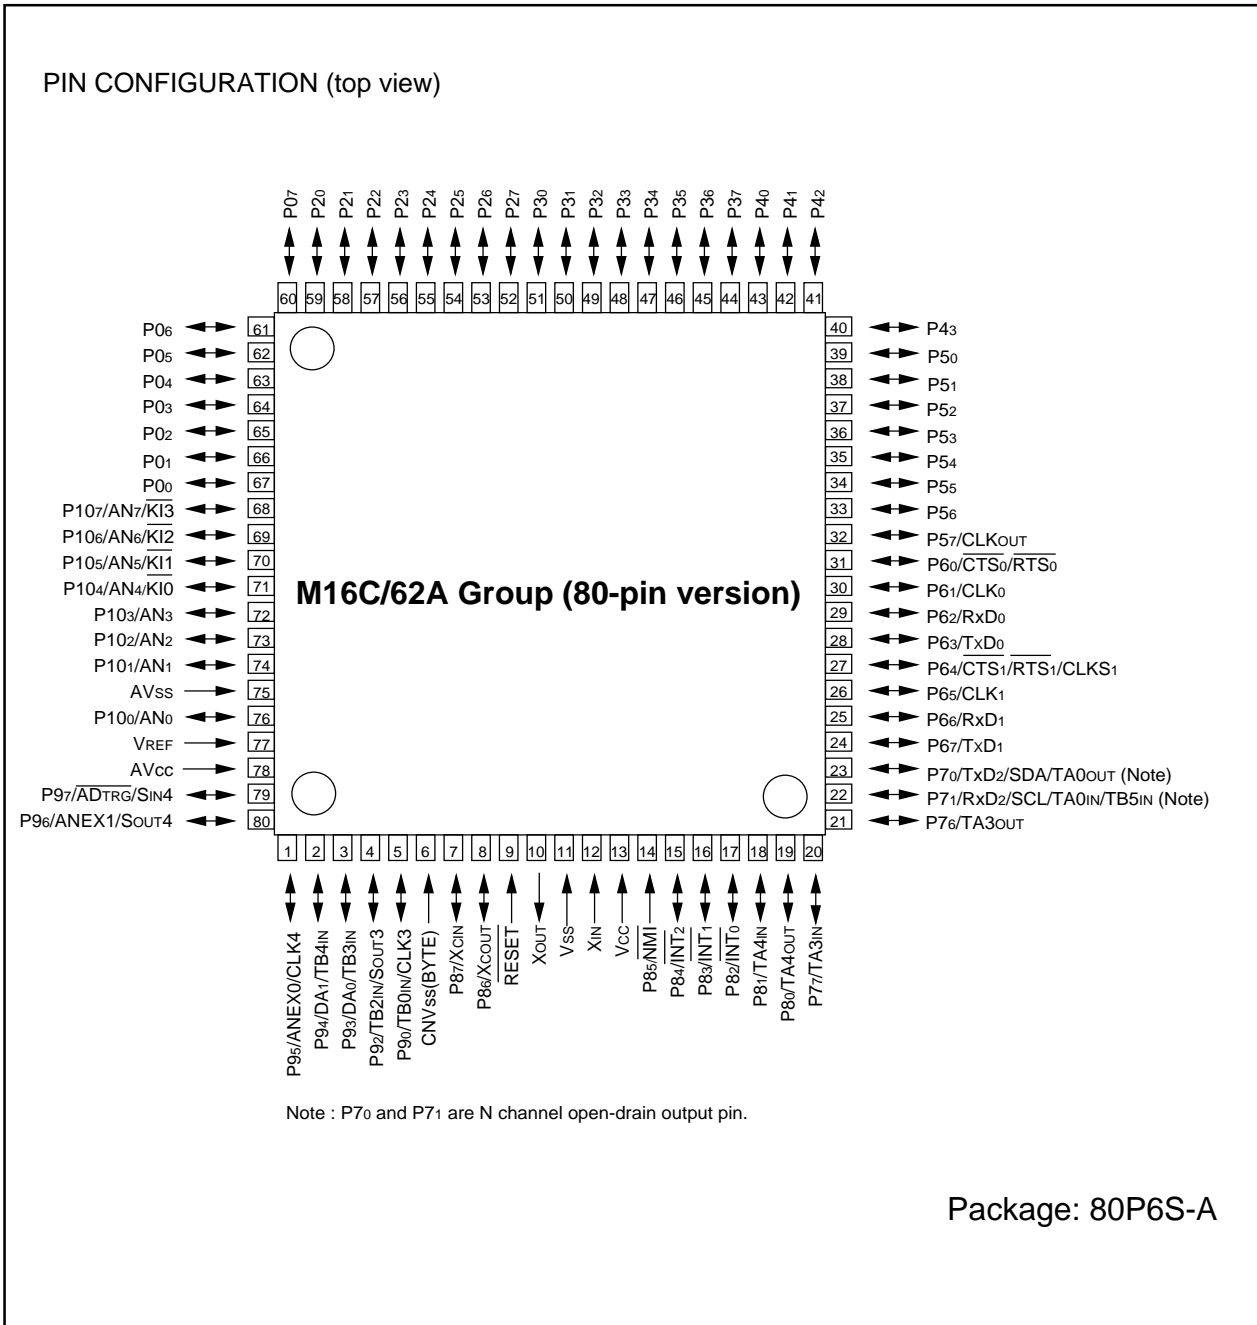 PIN CONFIGURATION (top view)
P07
P20
P21
P22
P23
P24
P25
P26
P27
P30
P31
P32
P33
P34
P35
P36
P37
P40
P41
P42
60 59 58 57 56 55 54 53 52 51 50 49 48 47 46 45 44 43 42 41
P06 61
P05 62
P04 63
P03 64
P02 65
P01 66
P00 67
P107/AN7/KI3 68
P106/AN6/KI2 69
P105/AN5/KI1 70
P104/AN4/KI0 71
P103/AN3 72
P102/AN2 73
P101/AN1 74
AVss 75
P100/AN0 76
VREF 77
AVcc 78
P97/ADTRG/SIN4 79
P96/ANEX1/SOUT4 80
M16C/62A Group (80-pin version)
40 P43
39 P50
38 P51
37 P52
36 P53
35 P54
34 P55
33 P56
32 P57/CLKOUT
31 P60/CTS0/RTS0
30 P61/CLK0
29 P62/RxD0
28 P63/TxD0
27 P64/CTS1/RTS1/CLKS1
26 P65/CLK1
25 P66/RxD1
24 P67/TxD1
23 P70/TxD2/SDA/TA0OUT (Note)
22 P71/RxD2/SCL/TA0IN/TB5IN (Note)
21 P76/TA3OUT
1 2 3 4 5 6 7 8 9 10 11 12 13 14 15 16 17 18 19 20
P95/ANEX0/CLK4
P94/DA1/TB4IN
P93/DA0/TB3IN
P92/TB2IN/SOUT3
P90/TB0IN/CLK3
CNVss(BYTE)
P87/XCIN
P86/XCOUT
RESET
XOUT
Vss
XIN
Vcc
P85/NMI
P84/INT2
P83/INT1
P82/INT0
P81/TA4IN
P80/TA4OUT
P77/TA3IN
Note : P70 and P71 are N channel open-drain output pin.
Package: 80P6S-A